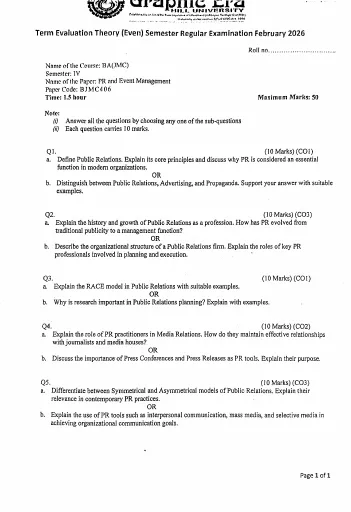 Graphic Era
HILL UNIVERSITY
Term Evaluation Theory (Even) Semester Regular Examination February 2026
Roll no.
Name of the Course: BA(JMC)
Semester: IV
Name of the Paper: PR and Event Management
Paper Code: BJMC406
Time: 1.5 hour Maximum Marks: 50
Note:
i) Answer all the questions by choosing any one of the sub-questions
ii) Each question carries 10 marks.
Q1. (10 Marks) (CO1)
a. Define Public Relations. Explain its core principles and discuss why PR is considered an essential
function in modern organizations.
OR
b. Distinguish between Public Relations, Advertising, and Propaganda. Support your answer with suitable
examples.
Q2. (10 Marks) (CO3)
a. Explain the history and growth of Public Relations as a profession. How has PR evolved from
traditional publicity to a management function?
OR
b. Describe the organizational structure of a Public Relations firm. Explain the roles of key PR
professionals involved in planning and execution.
Q3. (10 Marks) (CO1)
a. Explain the RACE model in Public Relations with suitable examples.
OR
b. Why is research important in Public Relations planning? Explain with examples.
Q4. (10 Marks) (CO2)
a. Explain the role of PR practitioners in Media Relations. How do they maintain effective relationships
with journalists and media houses?
OR
b. Discuss the importance of Press Conferences and Press Releases as PR tools. Explain their purpose.
Q5. (10 Marks) (CO3)
a. Differentiate between Symmetrical and Asymmetrical models of Public Relations. Explain their
relevance in contemporary PR practices.
OR
b. Explain the use of PR tools such as interpersonal communication, mass media, and selective media in
achieving organizational communication goals.
Page 1 of 1